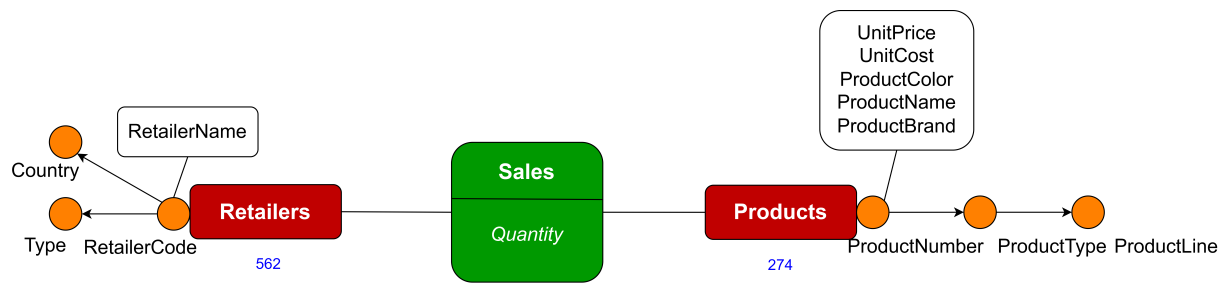 UnitPrice
UnitCost
ProductColor
ProductName
ProductBrand
RetailerName
Country
Sales
Retailers
Products
Quantity
Type
RetailerCode
ProductNumber
ProductType
ProductLine
562
274